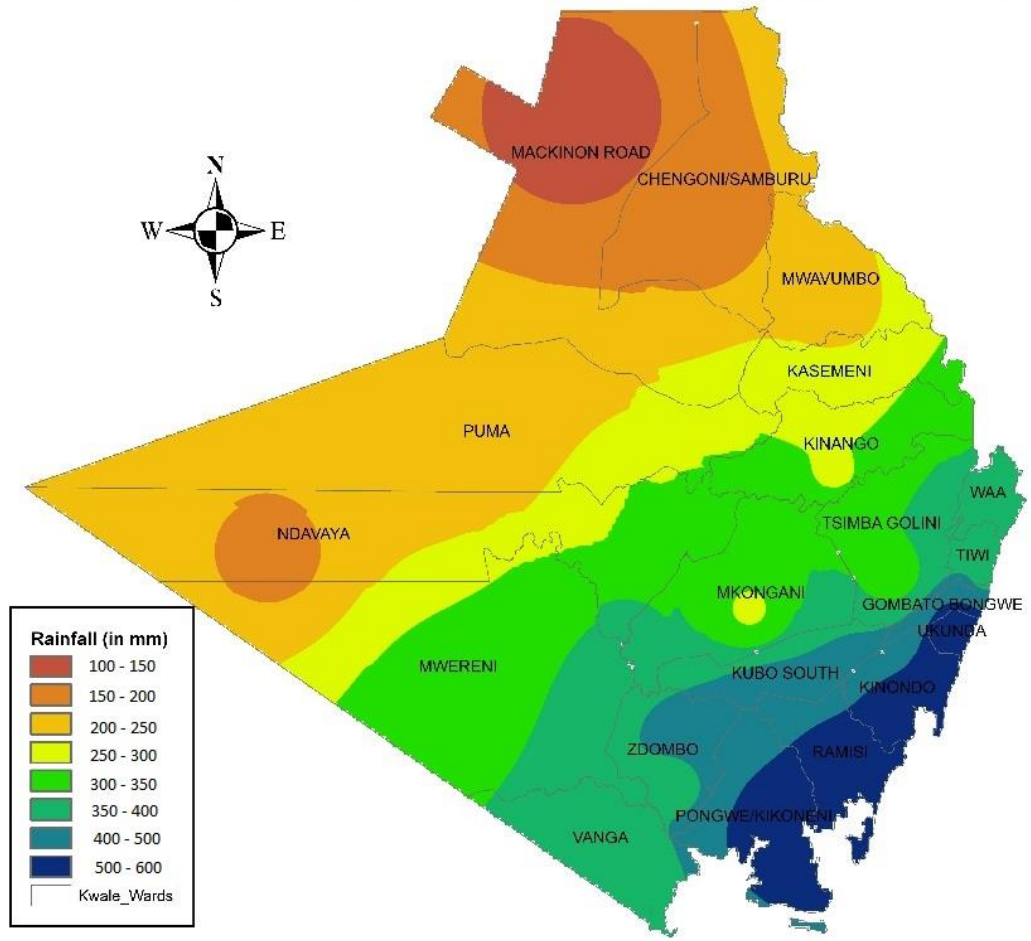 MACKINON ROAD
CHENGONI/SAMBURU
N
W
E
S
MWAVUMBO
KASEMENI
PUMA
KINANGO
WAA
TSIMBA GOLINI
NDAVAYA
TIWI
MKONGANI
GOMBATO BONGWE
UKUNDA
MWERENI
KUBO SOUTH
KINONDO
ZDOMBO
RAMISI
PONGWE/KIKONENI
VANGA
Rainfall (in mm)
100 - 150
150 - 200
200 - 250
250 - 300
300 - 350
350 - 400
400 - 500
500 - 600
Kwale_Wards